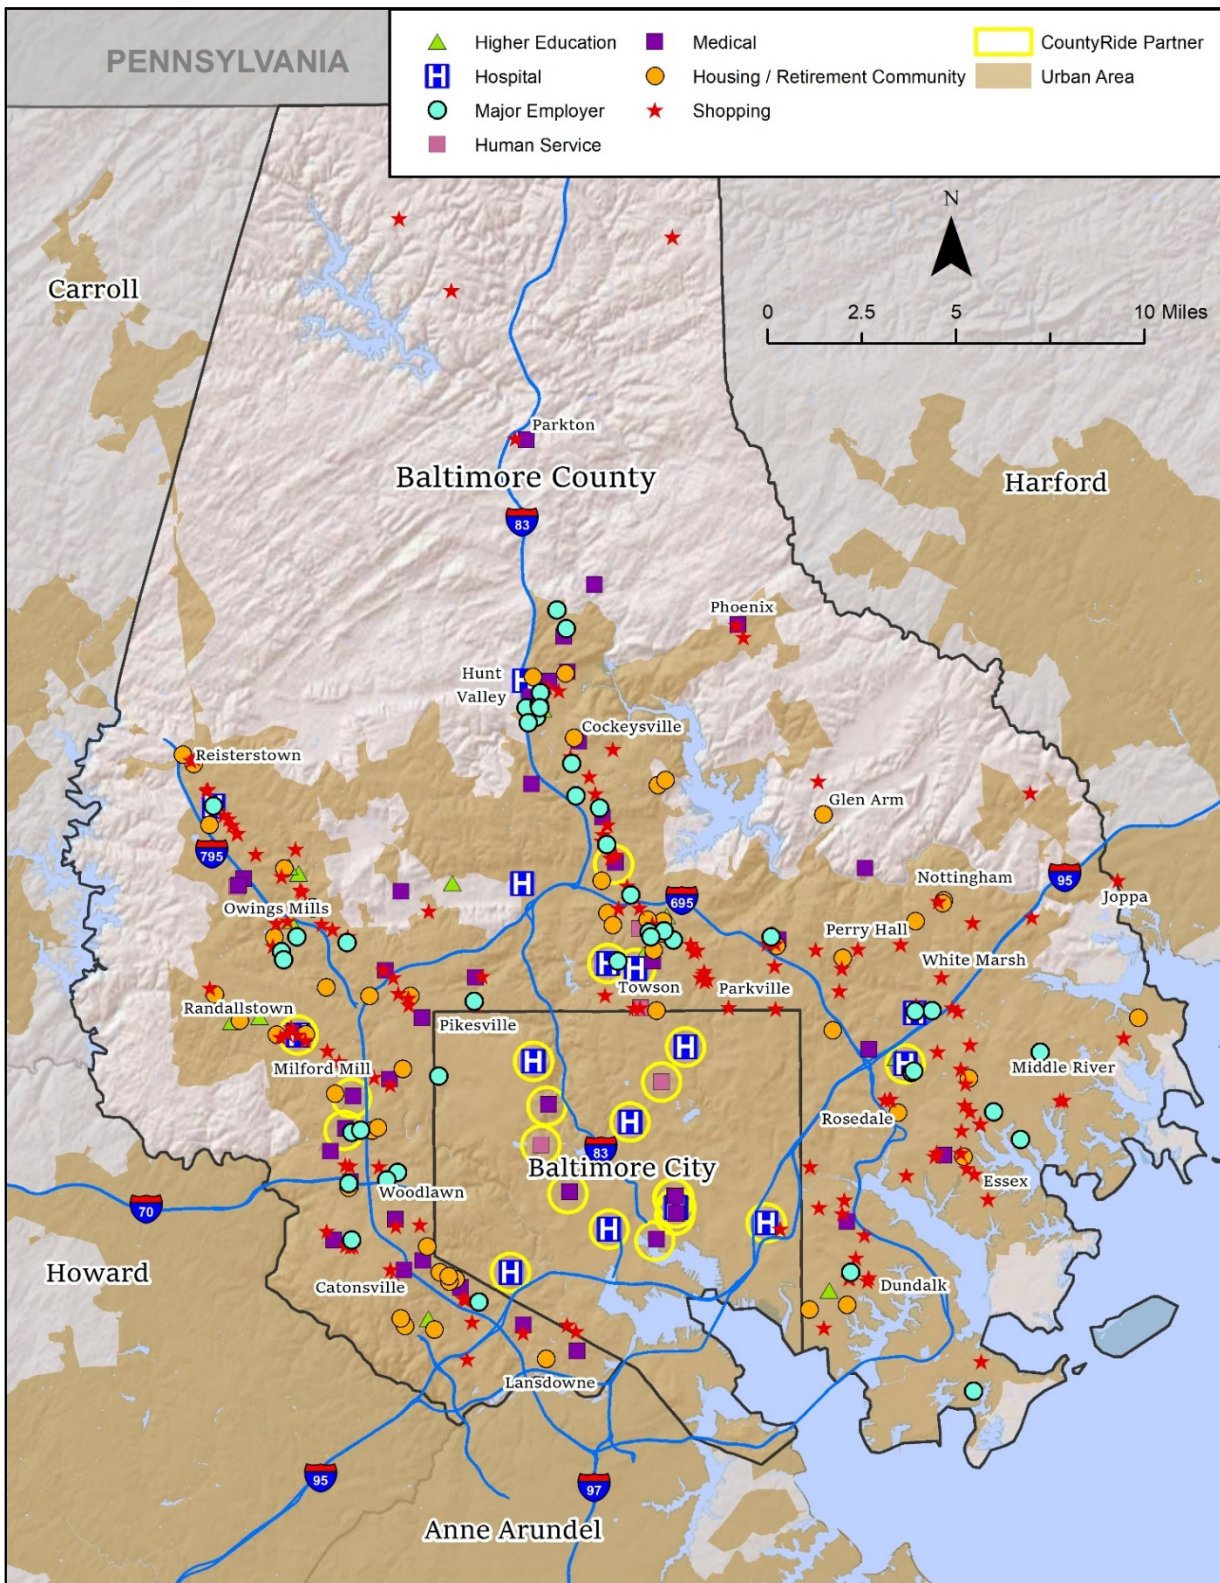 PENNSYLVANIA
Higher Education
Hospital
Major Employer
Human Service
Medical
Housing / Retirement Community
Shopping
CountyRide Partner
Urban Area
H
N
0 2.5 5 10 Miles
Carroll
Parkton
Baltimore County
Harford
83
Phoenix
Hunt
Valley
H
Cockeysville
Reisterstown
H
Glen Arm
795
H
695
95
Nottingham
Joppa
Owings Mills
Perry Hall
White Marsh
H
H
Towson
Parkville
Randallstown
Pikesville
H
H
Milford Mill
H
H
H
Middle River
H
Rosedale
83
Baltimore City
Woodlawn
Essex
70
H
H
H
Howard
H
Catonsville
Dundalk
Lansdowne
95
97
Anne Arundel